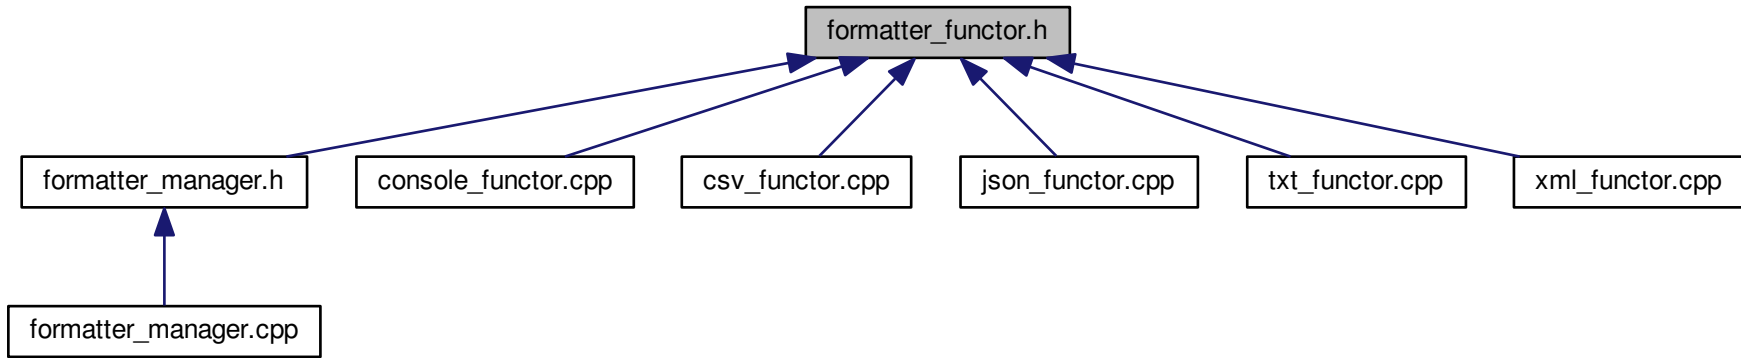 formatter_functor.h
formatter_manager.h
console_functor.cpp
csv_functor.cpp
json_functor.cpp
txt_functor.cpp
xml_functor.cpp
formatter_manager.cpp